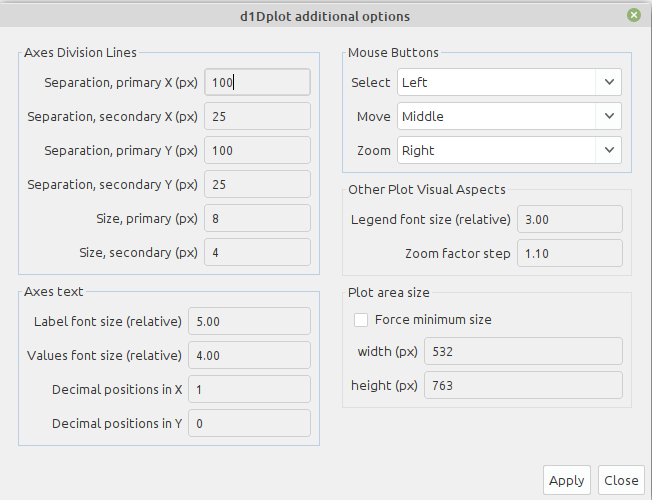 d1Dplot additional options
Axes Division Lines
Separation, primary X (px) 100
Separation, secondary X (px) 25
Separation, primary Y (px) 100
Separation, secondary Y (px) 25
Size, primary (px) 8
Size, secondary (px) 4
Axes text
Label font size (relative) 5.00
Values font size (relative) 4.00
Decimal positions in X 1
Decimal positions in Y 0
Mouse Buttons
Select Left
Move Middle
Zoom Right
Other Plot Visual Aspects
Legend font size (relative) 3.00
Zoom factor step 1.10
Plot area size
Force minimum size
width (px) 532
height (px) 763
Apply Close